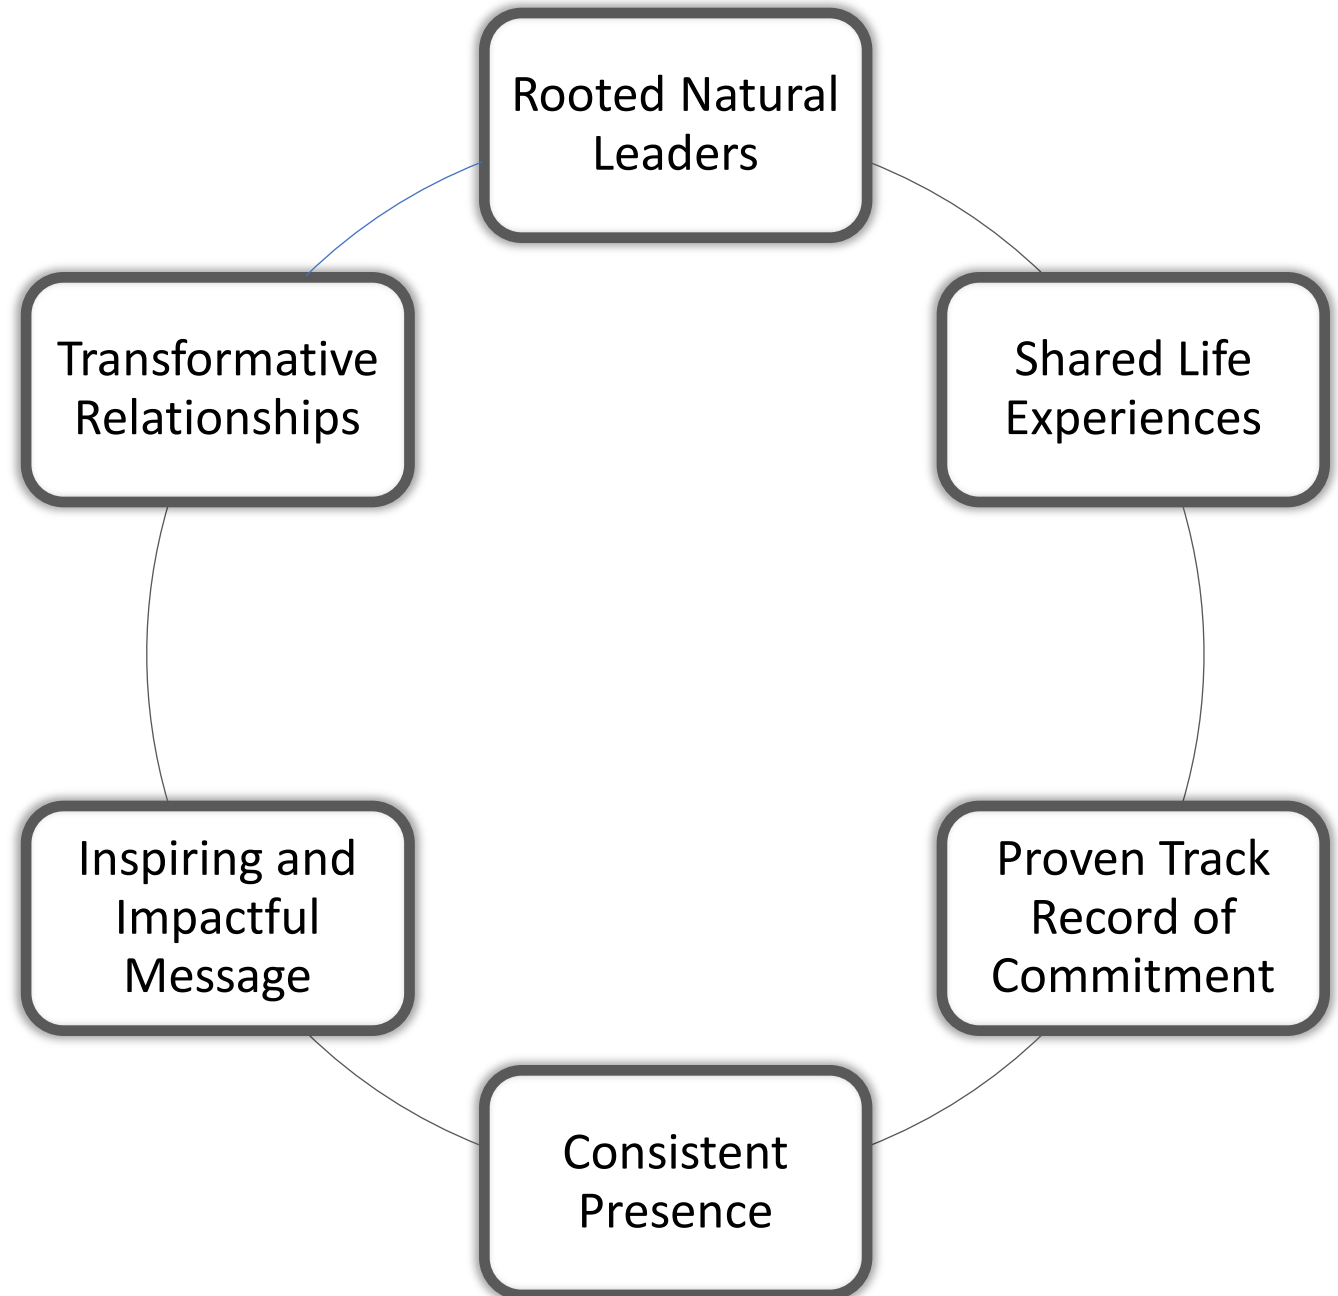 Rooted Natural
Leaders
Shared Life
Experiences
Proven Track
Record of
Commitment
Consistent
Presence
Inspiring and
Impactful
Message
Transformative
Relationships